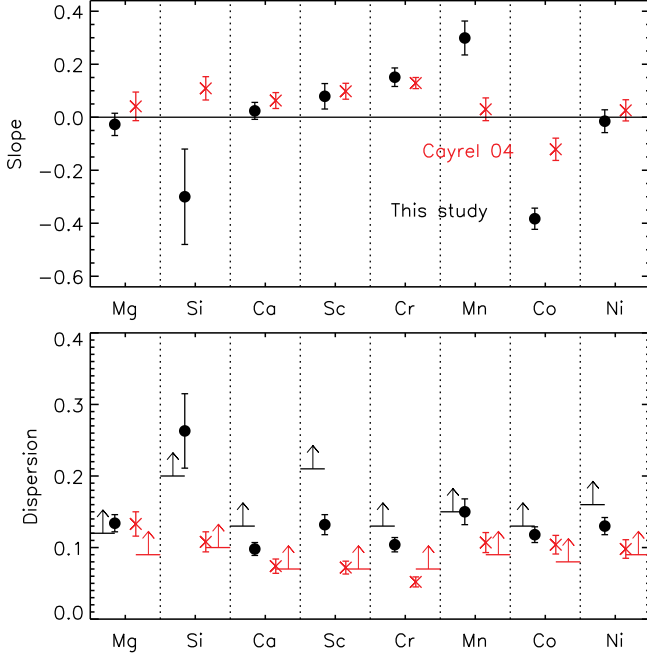 0.4
0.2
0.0
−0.2
−0.4
−0.6
Slope
Cayrel 04
This study
Mg Si Ca Sc Cr Mn Co Ni
0.4
0.3
0.2
0.1
0.0
Dispersion
Mg Si Ca Sc Cr Mn Co Ni